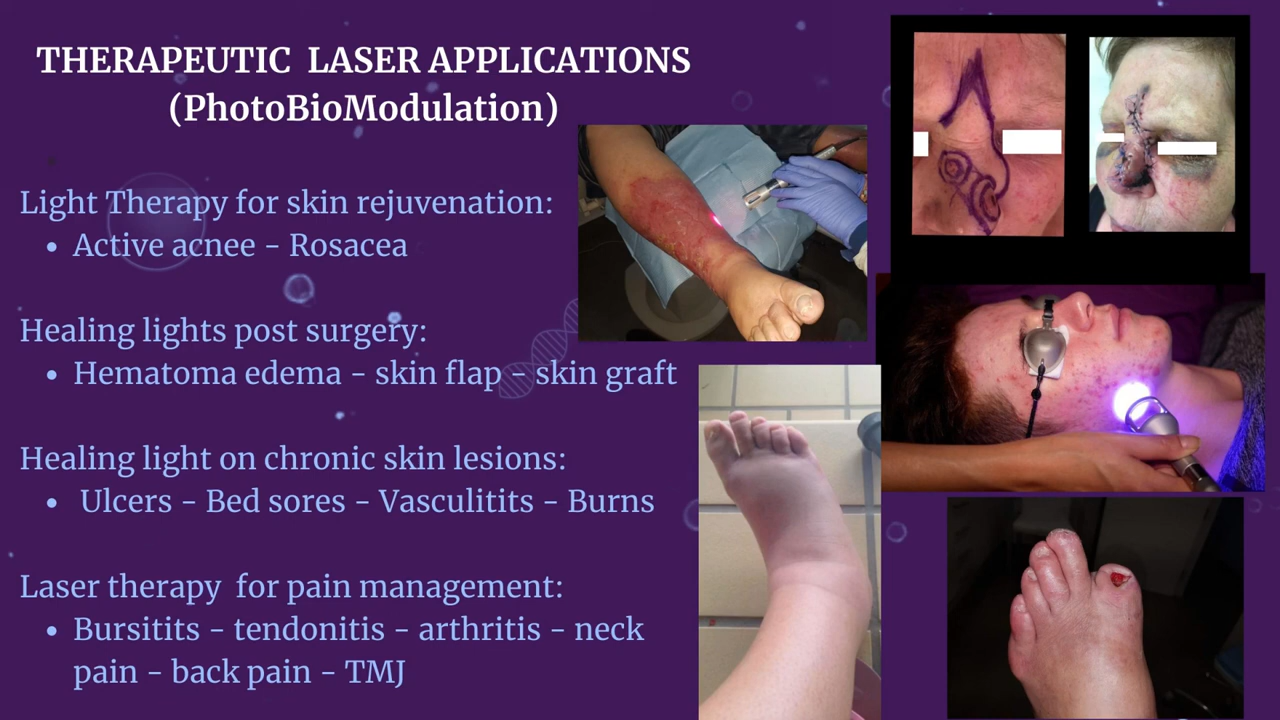 THERAPEUTIC LASER APPLICATIONS
(PhotoBioModulation)
Light Therapy for skin rejuvenation:
• Active acnee - Rosacea
Healing lights post surgery:
• Hematoma edema - skin flap - skin graft
Healing light on chronic skin lesions:
• Ulcers - Bed sores - Vasculitits - Burns
Laser therapy for pain management:
• Bursitits - tendonitis - arthritis - neck
pain - back pain - TMJ